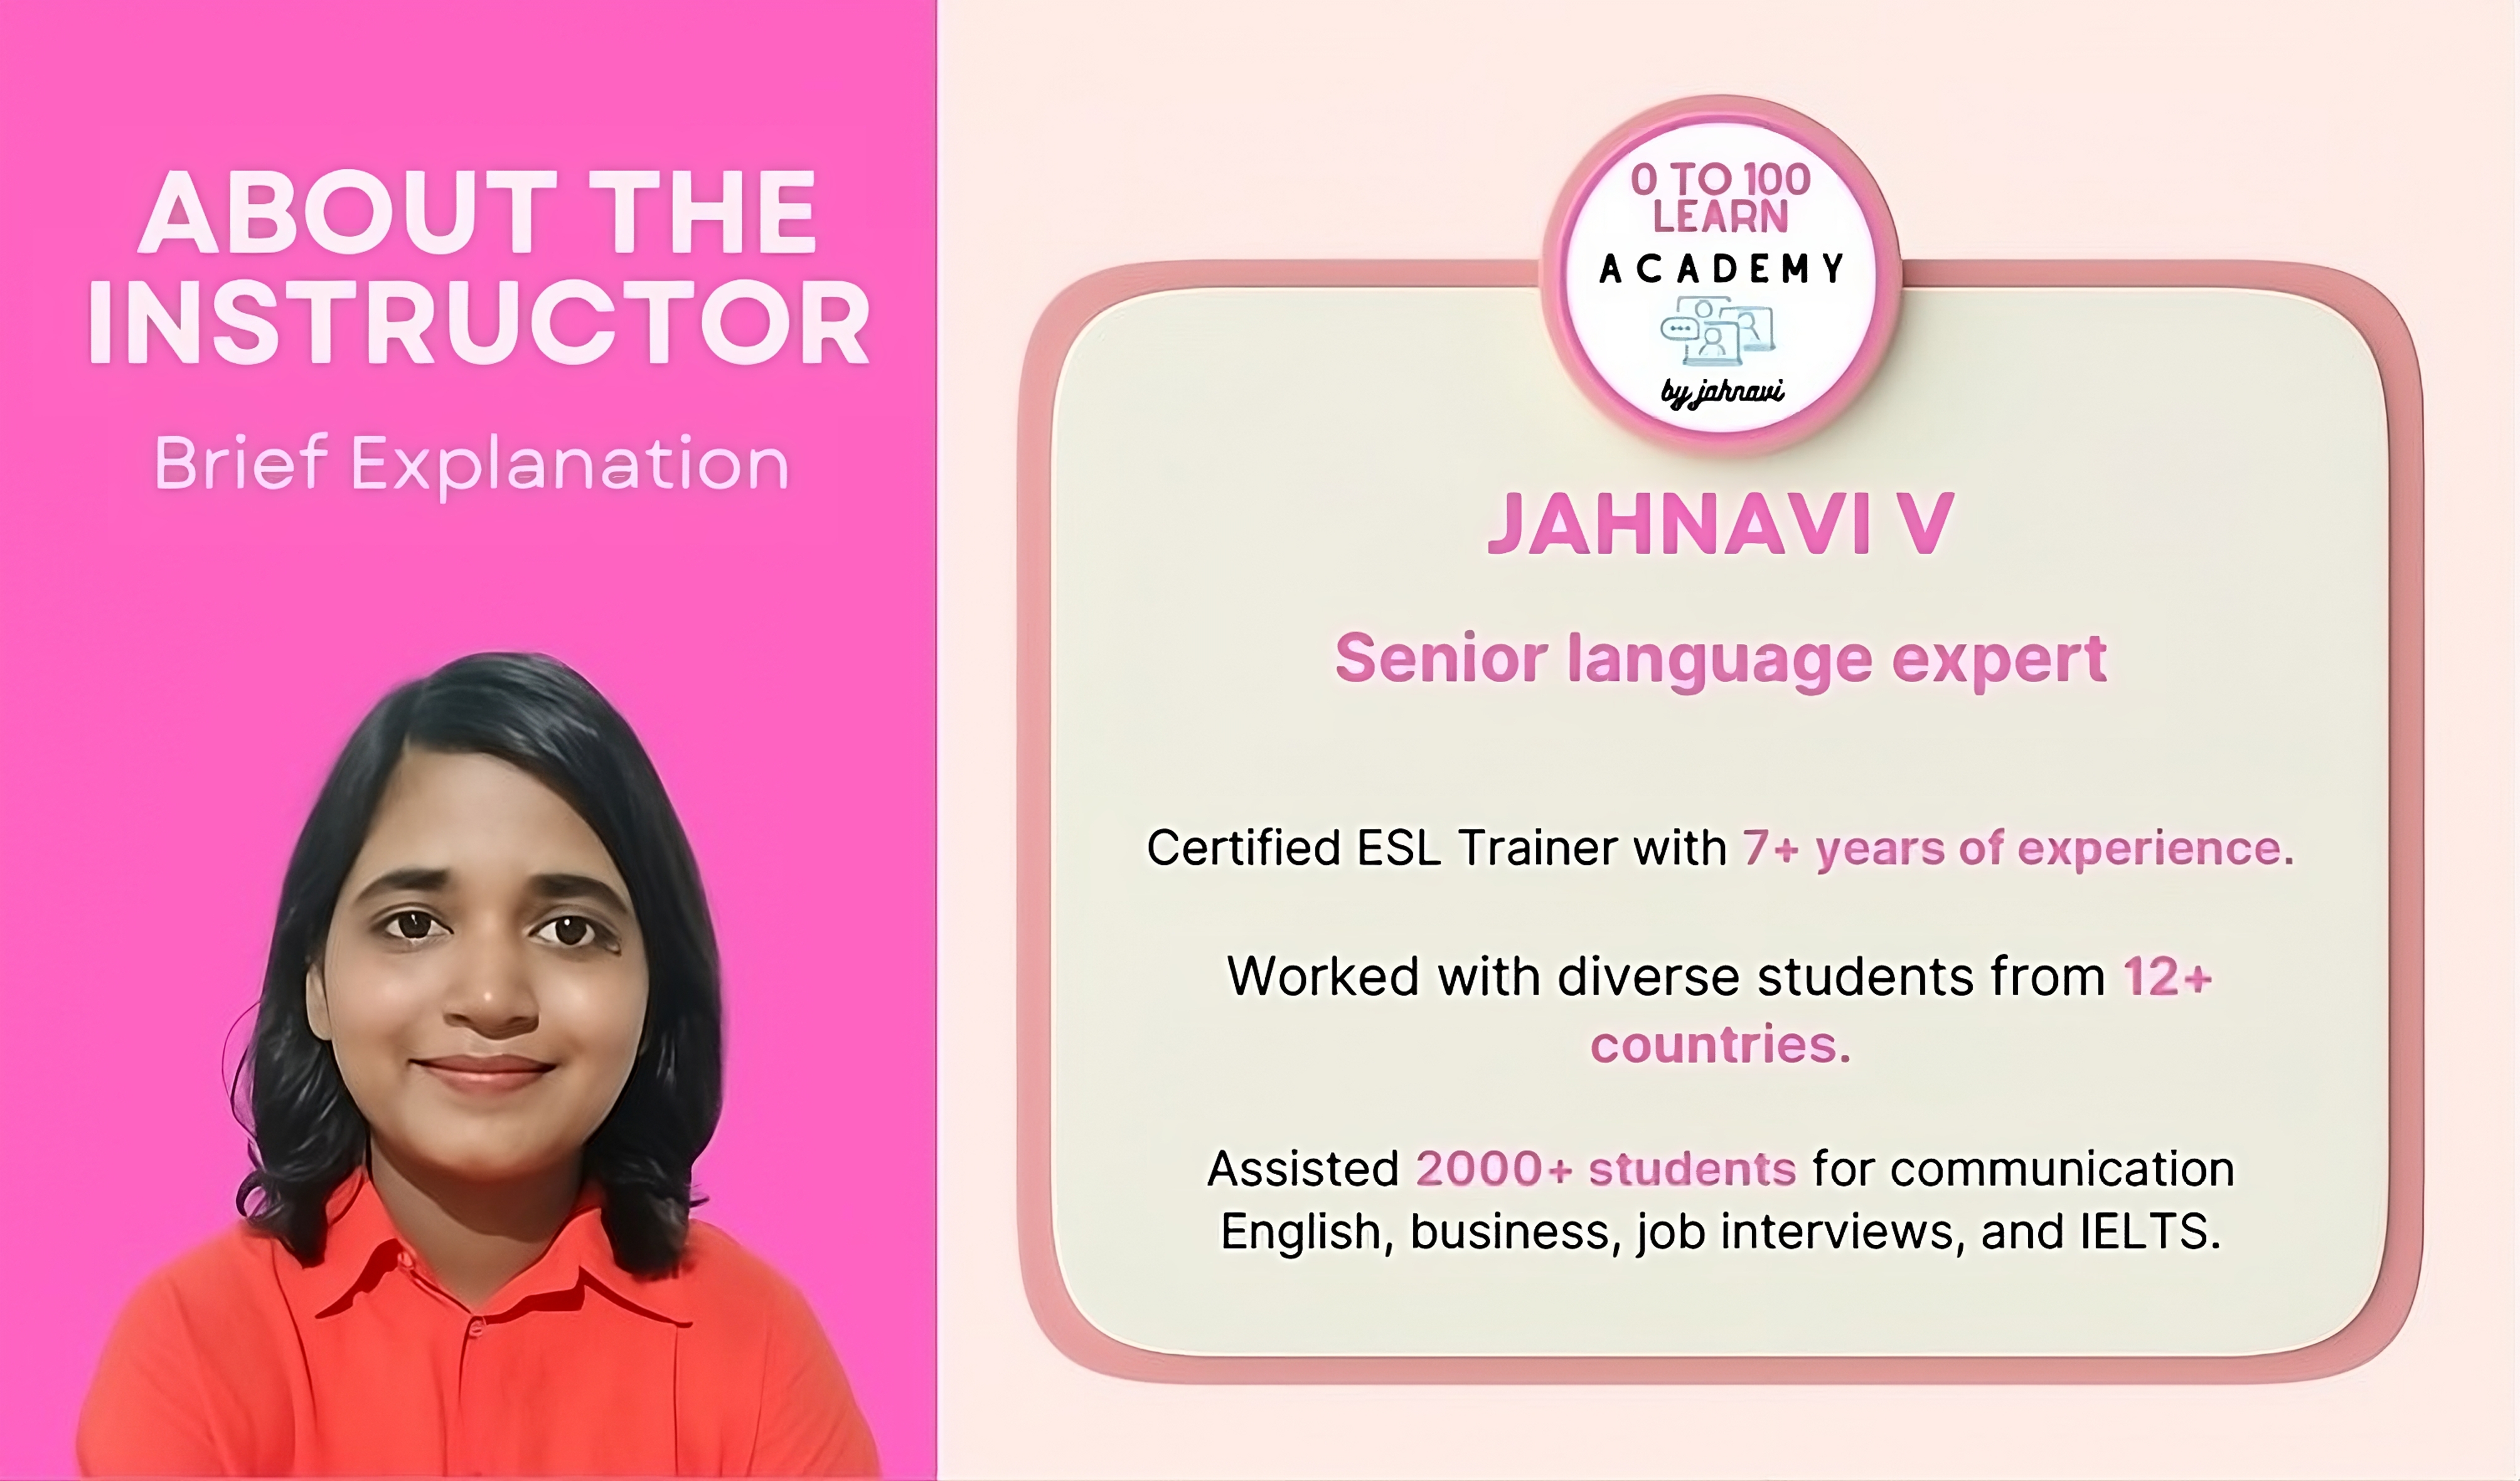 ABOUT THE
INSTRUCTOR
Brief Explanation
0 TO 100
LEARN
ACADEMY
by jahnavi
JAHNAVI V
Senior language expert
Certified ESL Trainer with 7+ years of experience.
Worked with diverse students from 12+
countries.
Assisted 2000+ students for communication
English, business, job interviews, and IELTS.